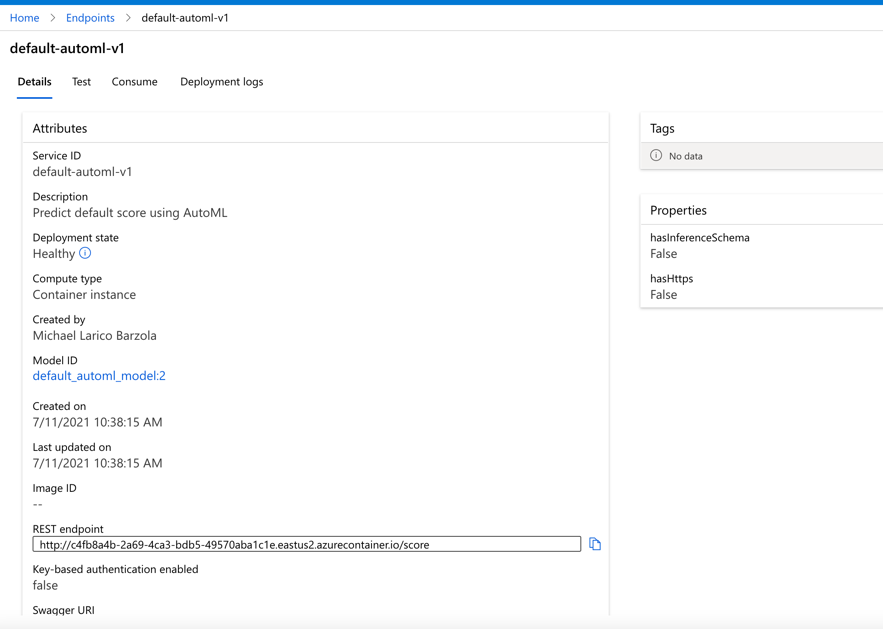 Home > Endpoints > default-automl-v1
default-automl-v1
Details Test Consume Deployment logs
Attributes
Service ID
default-automl-v1
Description
Predict default score using AutoML
Deployment state
Healthy
Compute type
Container instance
Created by
Michael Larico Barzola
Model ID
default_automl_model:2
Created on
7/11/2021 10:38:15 AM
Last updated on
7/11/2021 10:38:15 AM
Image ID
--
REST endpoint
http://c4fb8a4b-2a69-4ca3-bdb5-49570aba1c1e.eastus2.azurecontainer.io/score
Key-based authentication enabled
false
Swagger URI
Tags
No data
Properties
hasInferenceSchema
False
hasHttps
False